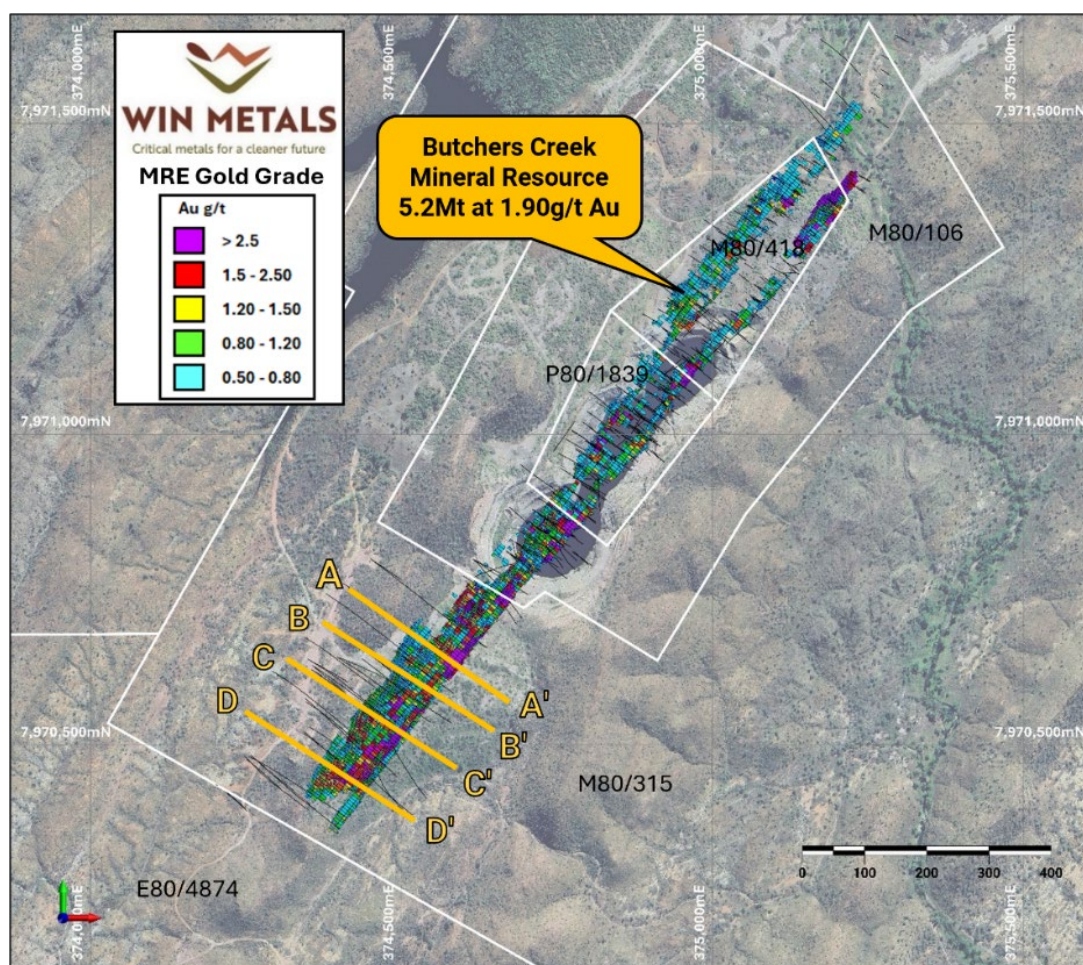 374,000mE
374,500mE
375,000mE
375,500mE
7,971,500mN
7,971,500mN
WIN METALS
Critical metals for a cleaner future
MRE Gold Grade
Au g/t
> 2.5
1.5 - 2.50
1.20 - 1.50
0.80 - 1.20
0.50 - 0.80
Butchers Creek
Mineral Resource
5.2Mt at 1.90g/t Au
M80/418
M80/106
P80/1839
7,971,000mN
7,971,000mN
A
B
C
D
A'
B'
C'
D'
7,970,500mN
7,970,500mN
M80/315
E80/4874
0 100 200 300 400
374,000mE
374,500mE
375,000mE
375,500mE